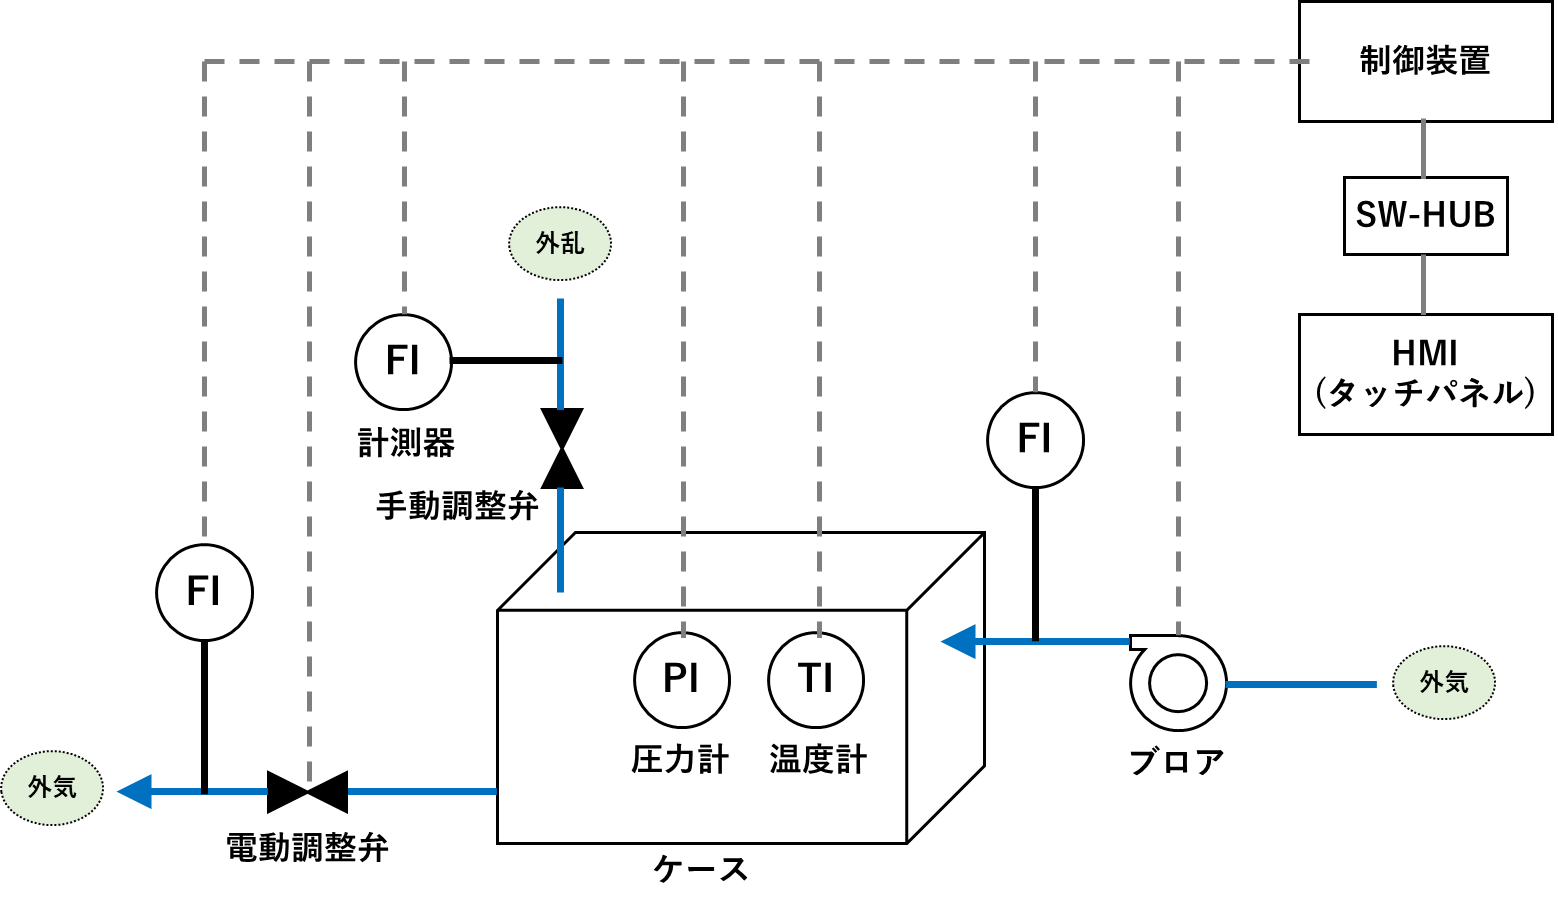 制御装置
SW-HUB
HMI
(タッチパネル)
外乱
FI
計測器
手動調整弁
FI
FI
PI
TI
圧力計
温度計
ブロア
外気
外気
電動調整弁
ケース